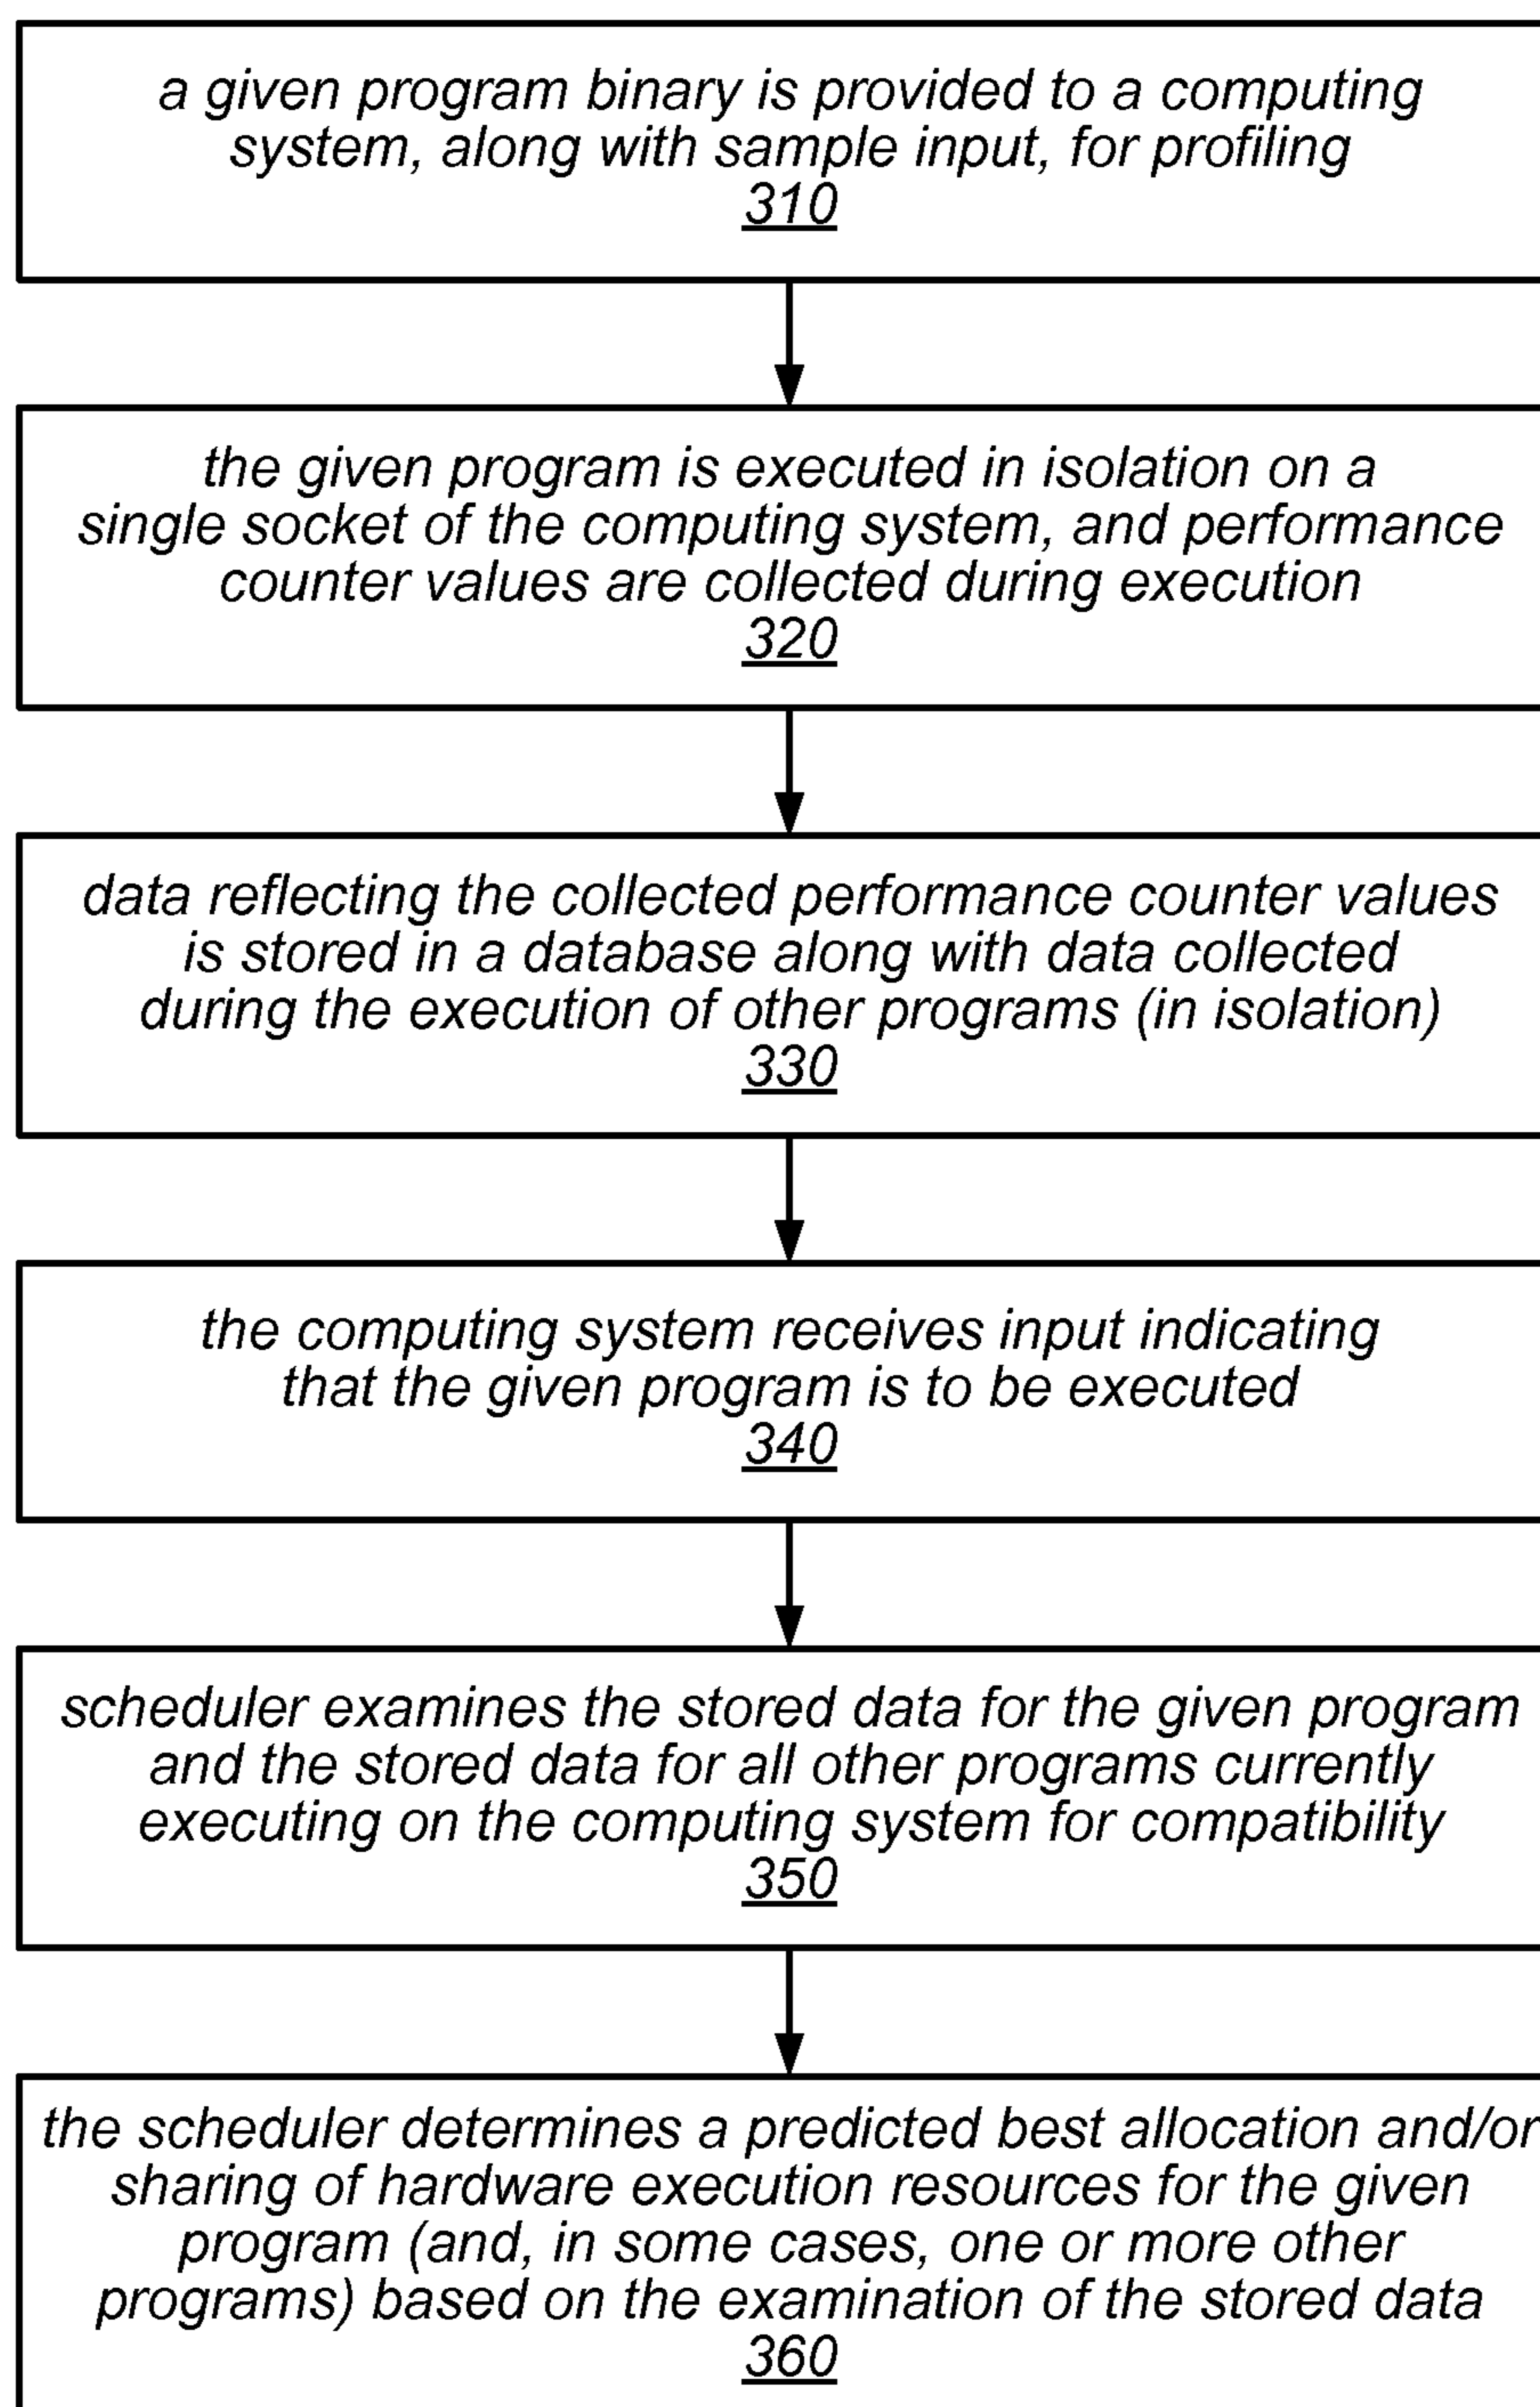 a given program binary is provided to a computing
system, along with sample input, for profiling
310
the given program is executed in isolation on a
single socket of the computing system, and performance
counter values are collected during execution
320
data reflecting the collected performance counter values
is stored in a database along with data collected
during the execution of other programs (in isolation)
330
the computing system receives input indicating
that the given program is to be executed
340
scheduler examines the stored data for the given program
and the stored data for all other programs currently
executing on the computing system for compatibility
350
the scheduler determines a predicted best allocation and/or
sharing of hardware execution resources for the given
program (and, in some cases, one or more other
programs) based on the examination of the stored data
360